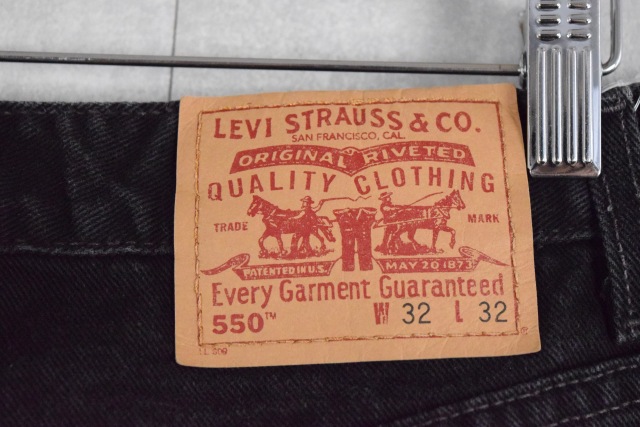 LEVI STRAUSS & CO.
SAN FRANCISCO, CAL.
ORIGINAL RIVETED
QUALITY CLOTHING
TRADE MARK
PATENTED IN U.S. MAY 20 1873
Every Garment Guaranteed
550™ W 32 L 32